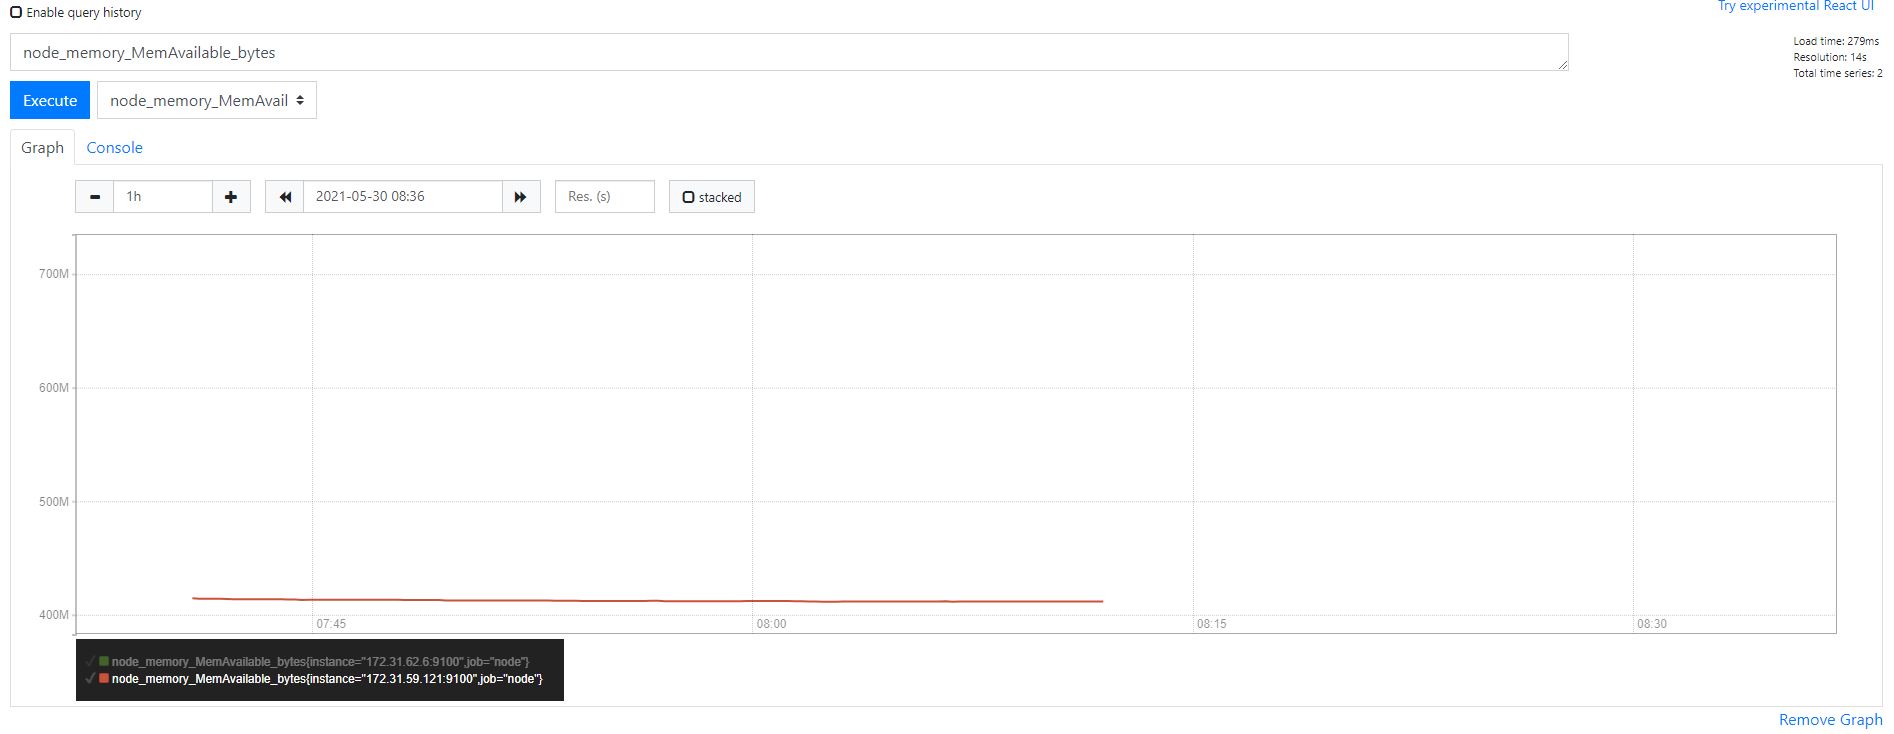 Enable query history
Try experimental React UI
node_memory_MemAvailable_bytes
Load time: 279ms
Resolution: 14s
Total time series: 2
Execute
node_memory_MemAvail
Graph
Console
1h
2021-05-30 08:36
Res. (s)
stacked
700M
600M
500M
400M
07:45
08:00
08:15
08:30
node_memory_MemAvailable_bytes{instance="172.31.62.6:9100",job="node"}
node_memory_MemAvailable_bytes{instance="172.31.59.121:9100",job="node"}
Remove Graph